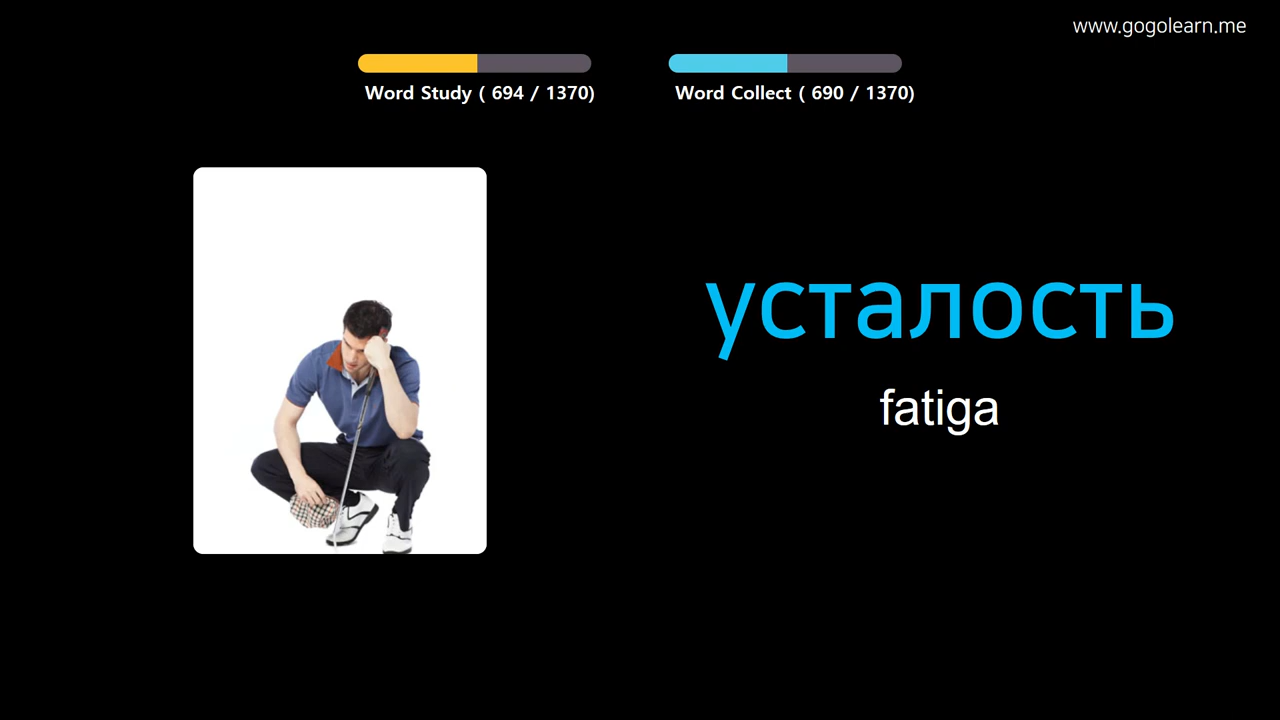 www.gogolearn.me
Word Study ( 694 / 1370)
Word Collect ( 690 / 1370)
усталость
fatiga